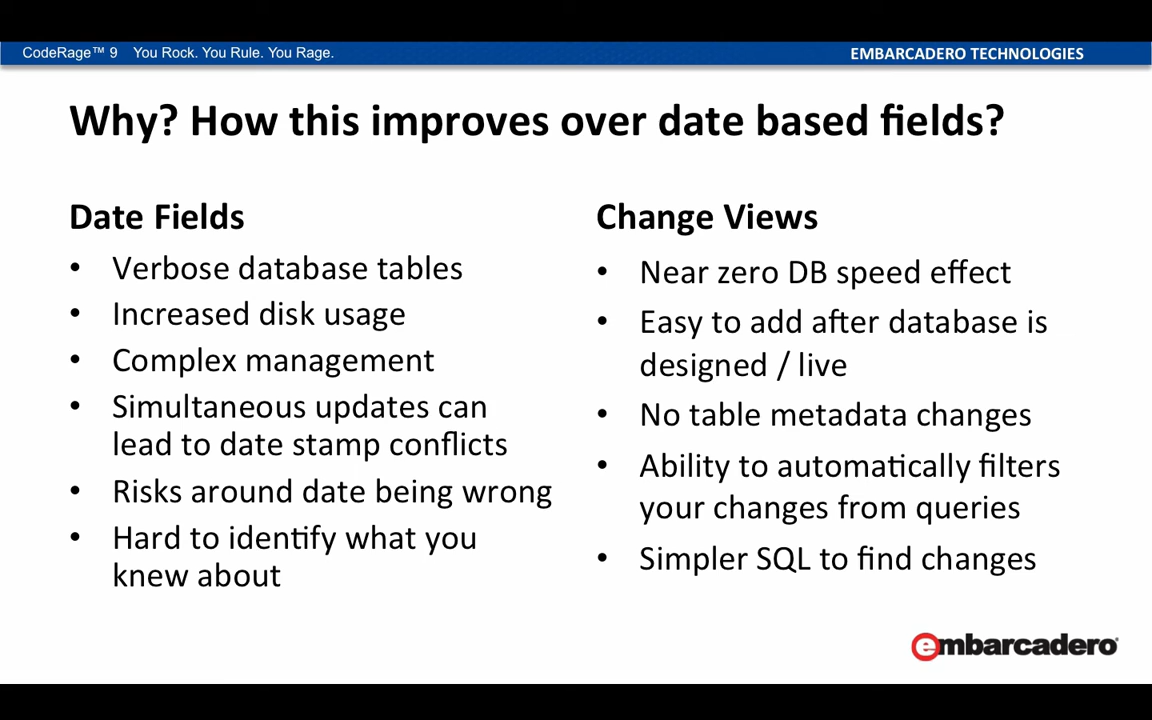 CodeRage™ 9 You Rock. You Rule. You Rage.
EMBARCADERO TECHNOLOGIES
Why? How this improves over date based fields?
Date Fields
• Verbose database tables
• Increased disk usage
• Complex management
• Simultaneous updates can
lead to date stamp conflicts
• Risks around date being wrong
• Hard to identify what you
knew about
Change Views
• Near zero DB speed effect
• Easy to add after database is
designed / live
• No table metadata changes
• Ability to automatically filters
your changes from queries
• Simpler SQL to find changes
embarcadero®